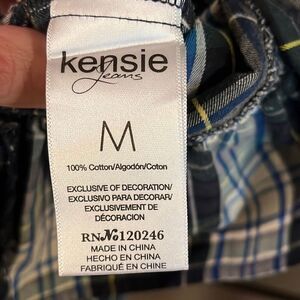 kensie
Jeans
M
100% Cotton/Algodón/Coton
EXCLUSIVE OF DECORATION/
EXCLUSIVO PARA DECORAR/
EXCLUSIVEMENT DE
DÉCORACION
RN№120246
MADE IN CHINA
HECHO EN CHINA
FABRIQUÉ EN CHINE